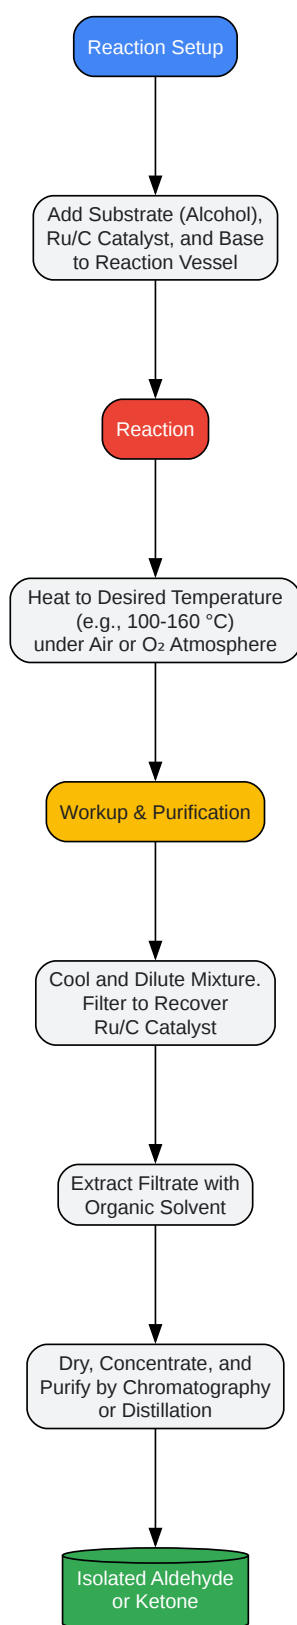 Reaction Setup
Add Substrate (Alcohol),
Ru/C Catalyst, and Base
to Reaction Vessel
Reaction
Heat to Desired Temperature
(e.g., 100-160 °C)
under Air or O₂ Atmosphere
Workup & Purification
Cool and Dilute Mixture.
Filter to Recover
Ru/C Catalyst
Extract Filtrate with
Organic Solvent
Dry, Concentrate, and
Purify by Chromatography
or Distillation
Isolated Aldehyde
or Ketone